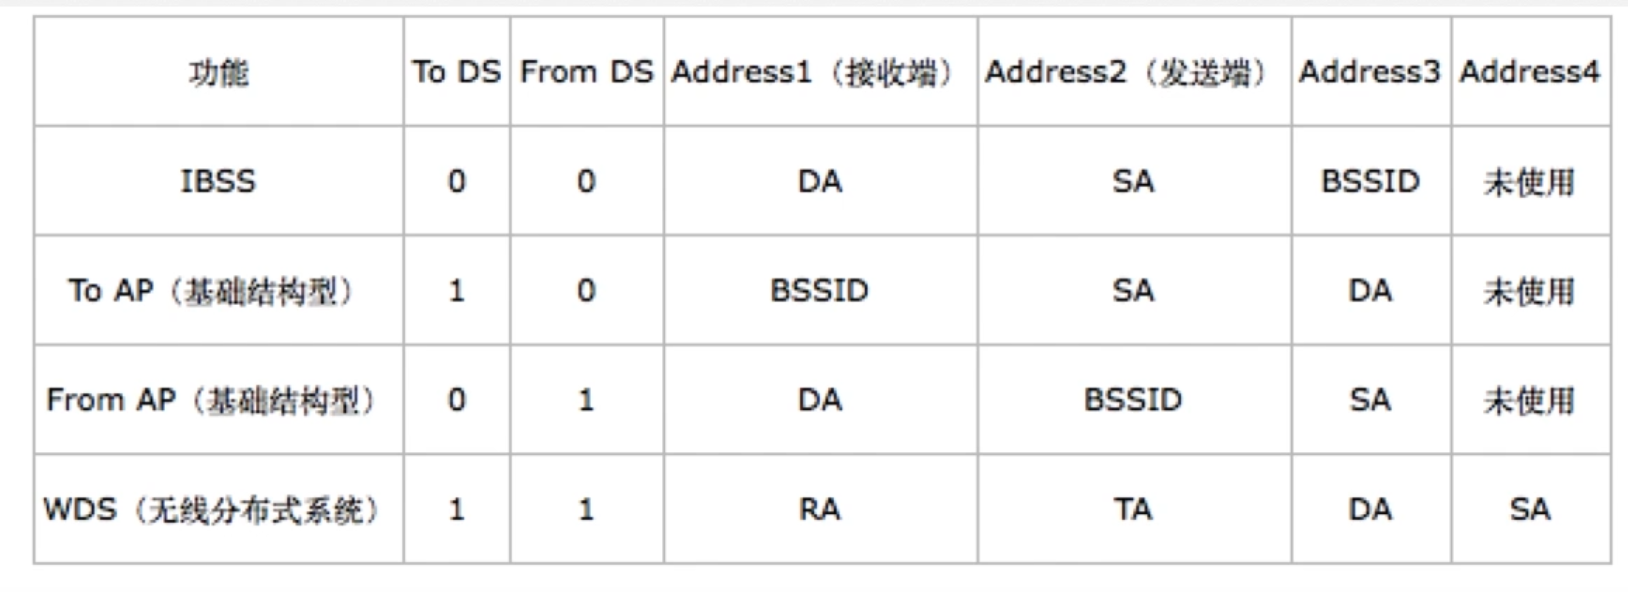 功能 To DS From DS Address1（接收端） Address2（发送端） Address3 Address4
IBSS 0 0 DA SA BSSID 未使用
To AP（基础结构型） 1 0 BSSID SA DA 未使用
From AP（基础结构型） 0 1 DA BSSID SA 未使用
WDS（无线分布式系统） 1 1 RA TA DA SA